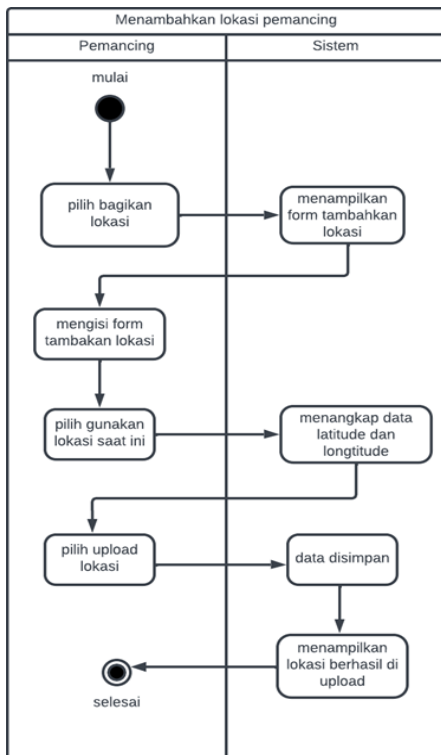 Menambahkan lokasi pemancing
Pemancing
Sistem
mulai
pilih bagikan
lokasi
menampilkan
form tambahkan
lokasi
mengisi form
tambakan lokasi
pilih gunakan
lokasi saat ini
menangkap data
latitude dan
longtitude
pilih upload
lokasi
data disimpan
menampilkan
lokasi berhasil di
upload
selesai